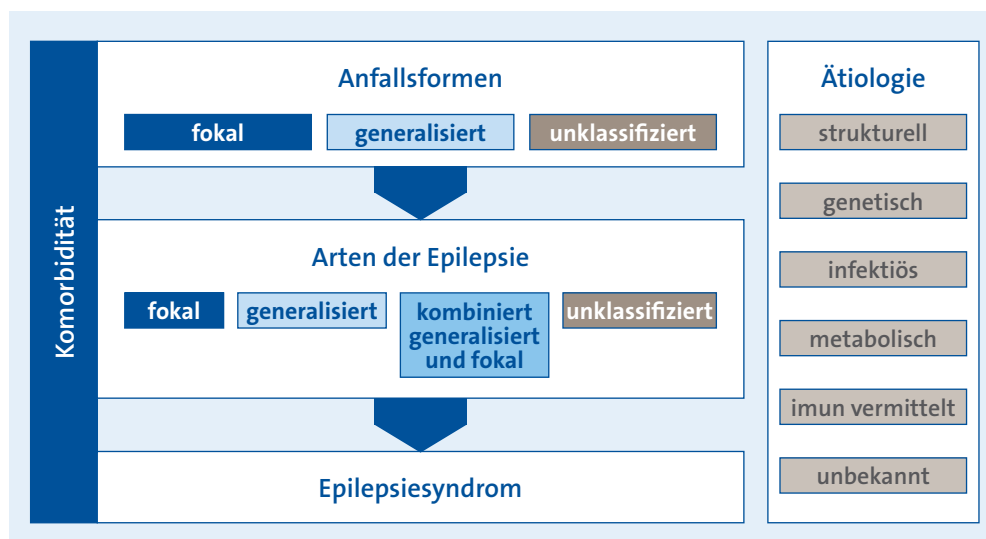 Komorbidität
Anfallsformen
fokal
generalisiert
unklassifiziert
Arten der Epilepsie
fokal
generalisiert
kombiniert
generalisiert
und fokal
unklassifiziert
Epilepsiesyndrom
Ätiologie
strukturell
genetisch
infektiös
metabolisch
imun vermittelt
unbekannt